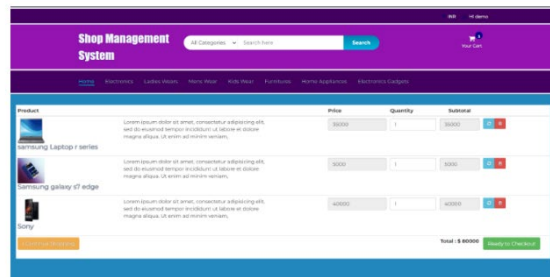 INR Hi demo
Shop Management System
All Categories Search here
Search
Your Cart
Home Electronics Ladies Wears Mens Wear Kids Wear Furnitures Home Appliances Electronics Gadgets
Product Price Quantity Subtotal
Lorem ipsum dolor sit amet, consectetur adipisicing elit,
sed do eiusmod tempor incididunt ut labore et dolore
magna aliqua. Ut enim ad minim veniam,
35000 1 35000
samsung Laptop r series
Lorem ipsum dolor sit amet, consectetur adipisicing elit,
sed do eiusmod tempor incididunt ut labore et dolore
magna aliqua. Ut enim ad minim veniam,
5000 1 5000
Samsung galaxy s7 edge
Lorem ipsum dolor sit amet, consectetur adipisicing elit,
sed do eiusmod tempor incididunt ut labore et dolore
magna aliqua. Ut enim ad minim veniam,
40000 1 40000
Sony
Continue Shopping
Total : $ 80000
Ready to Checkout